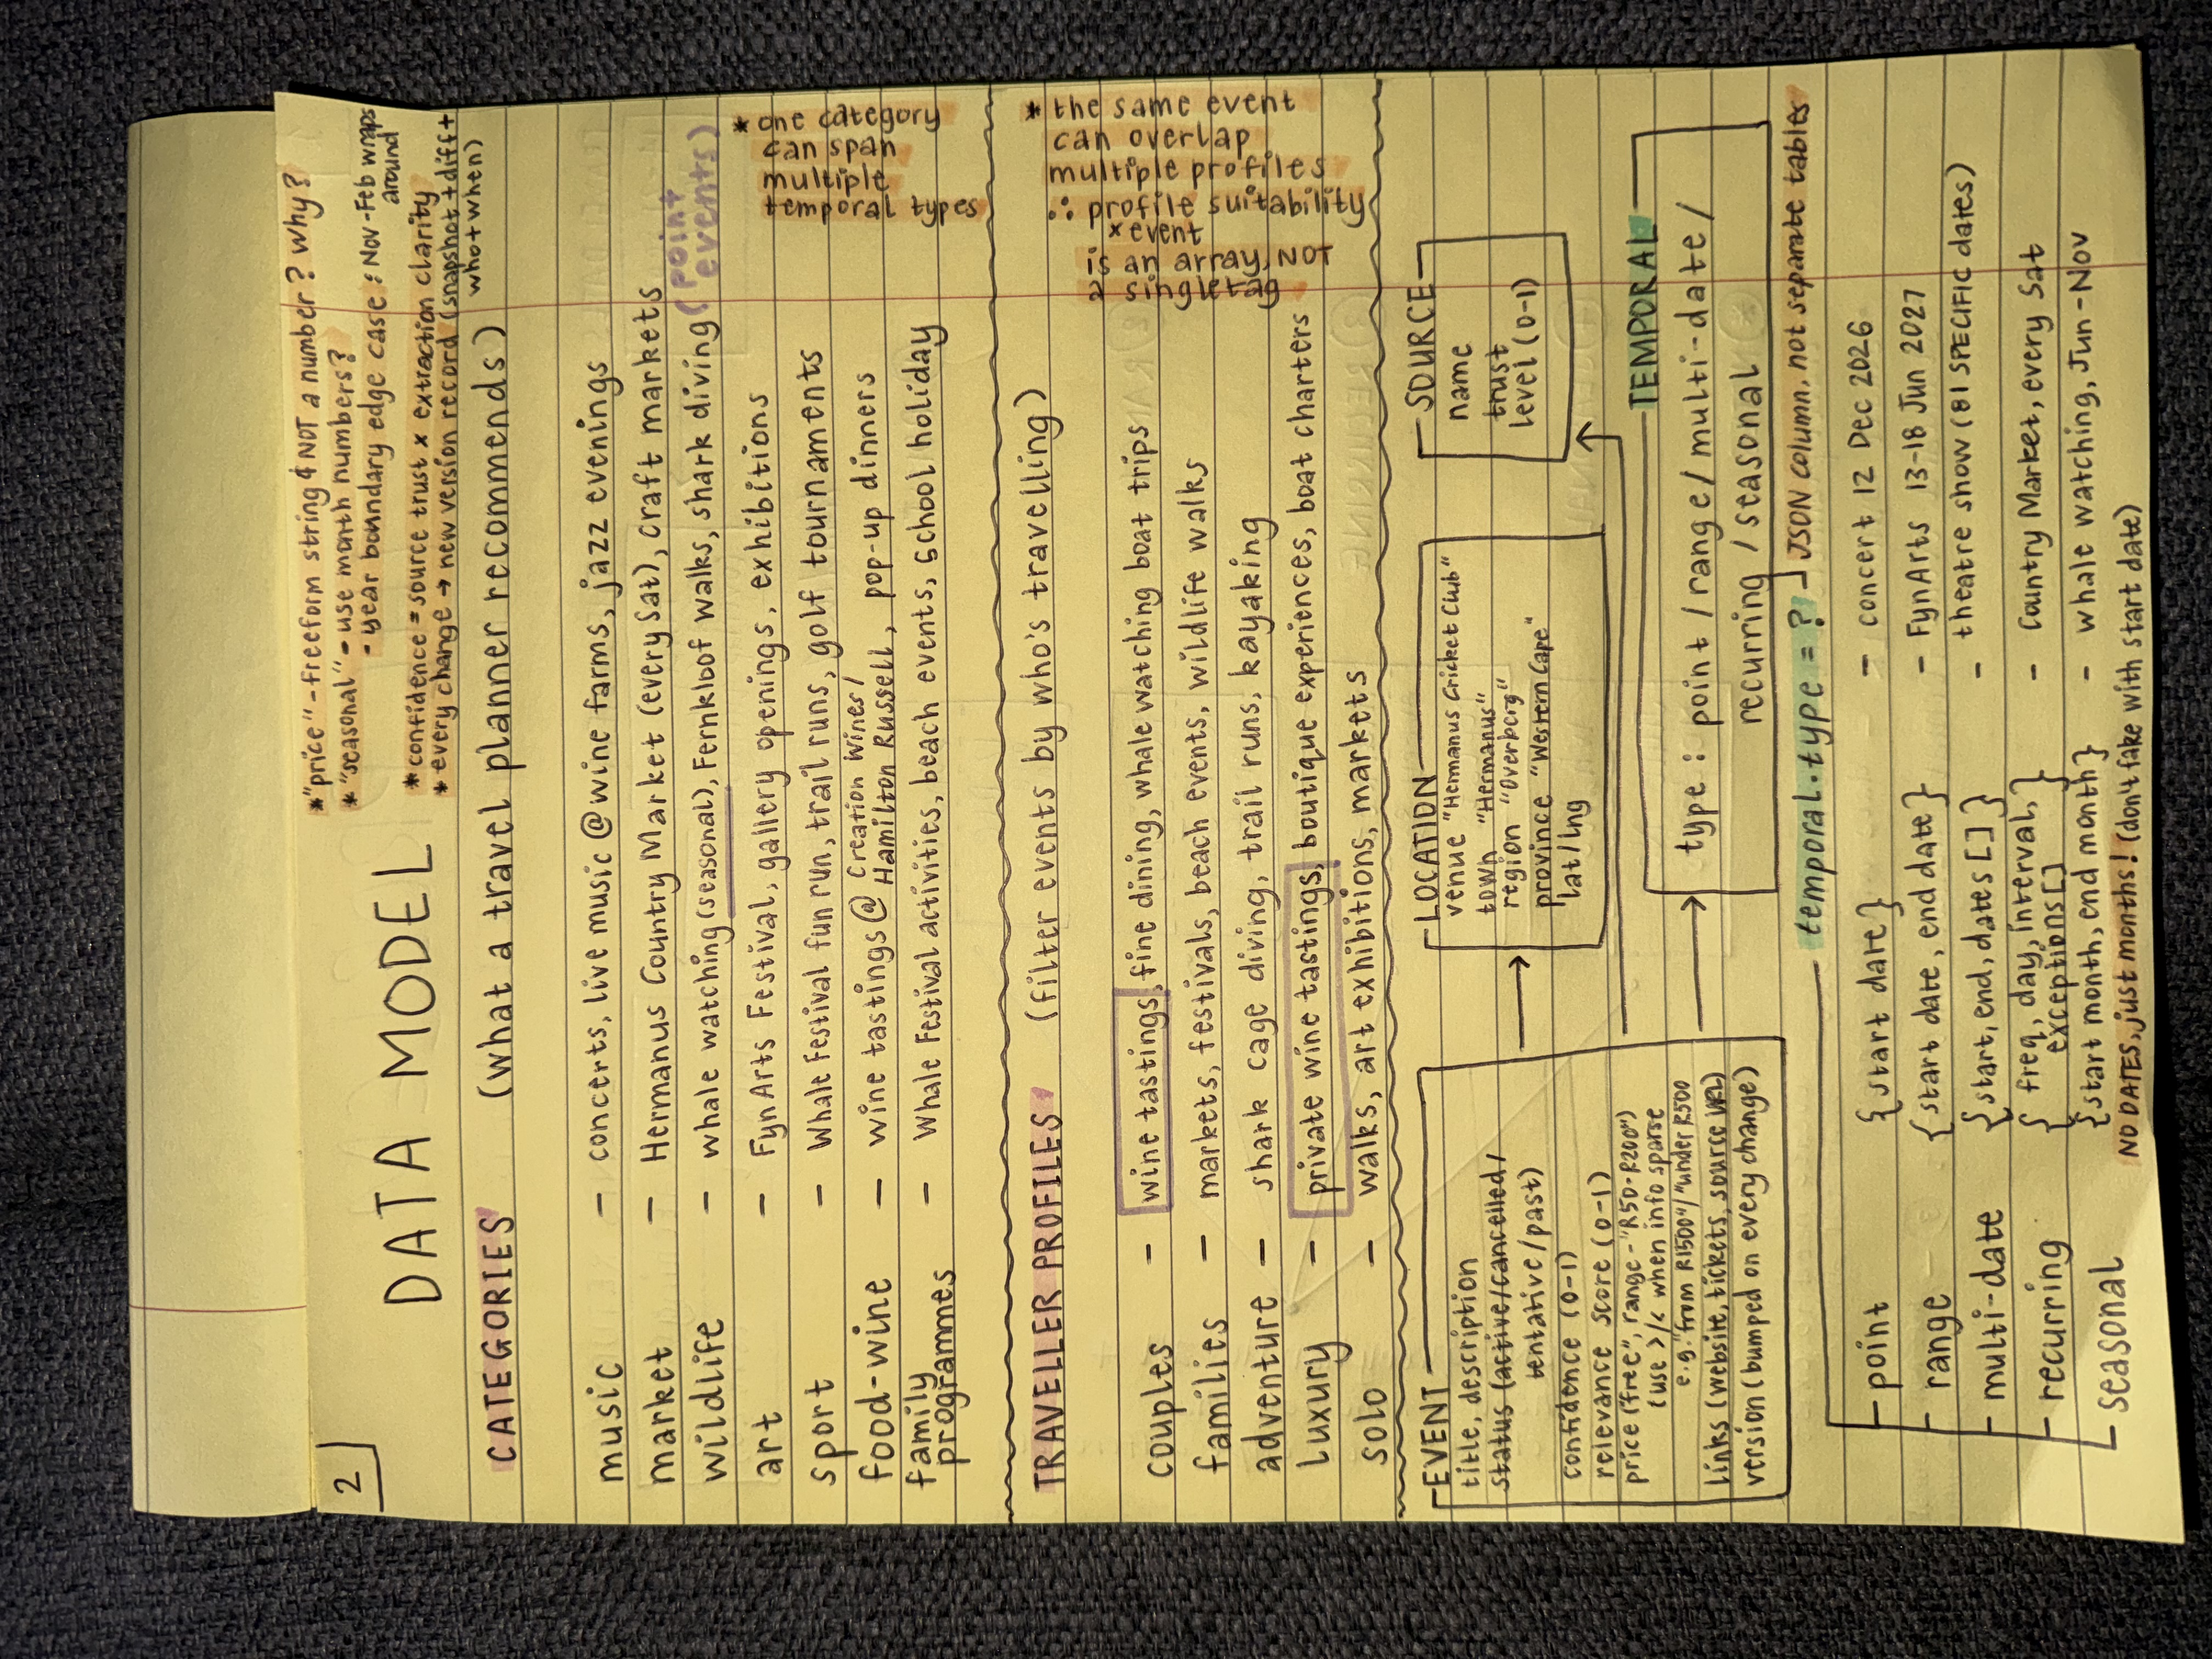 2
*"price" - freeform string & NOT a number? Why?
* "seasonal" - use month numbers?
- year boundary edge case: Nov-Feb wraps around
DATA MODEL
* confidence = source trust x extraction clarity
* every change → new version record (snapshot + diff + who + when)
CATEGORIES (what a travel planner recommends)
music - concerts, live music @ wine farms, jazz evenings
market - Hermanus Country Market (every Sat), craft markets
wildlife - whale watching (seasonal), Fernkloof walks, shark diving (point events)
art - FynArts Festival, gallery openings, exhibitions
sport - Whale Festival fun run, trail runs, golf tournaments
food-wine - wine tastings @ Creation Wines / Hamilton Russell, pop-up dinners
family programmes - Whale Festival activities, beach events, school holiday
* one category
can span
multiple
temporal types
TRAVELLER PROFILES (filter events by who's travelling)
couples - wine tastings, fine dining, whale watching boat trips
families - markets, festivals, beach events, wildlife walks
adventure - shark cage diving, trail runs, kayaking
luxury - private wine tastings, boutique experiences, boat charters
solo - walks, art exhibitions, markets
* the same event
can overlap
multiple profiles
∴ profile suitability
x event
is an array, NOT
a single tag
EVENT
title, description
status (active/cancelled/
tentative/past)
confidence (0-1)
relevance score (0-1)
price (free", range - "R50-R200")
(use >/< when info sparse
e.g. "from R1500"/"under R500
links (website, tickets, source URL)
version (bumped on every change)
LOCATION
venue "Hermanus Cricket Club"
town "Hermanus"
region "Overberg"
province "Western Cape"
lat/lng
SOURCE
name
trust
level (0-1)
TEMPORAL
type: point / range / multi-date /
recurring / seasonal
temporal.type = ? JSON column, not separate tables
point {start date} - concert 12 Dec 2026
range {start date, end date} - FynArts 13-18 Jun 2027
multi-date {start, end, dates[]} - theatre show (81 SPECIFIC dates)
recurring { freq, day, interval, exceptions[] } - Country Market, every Sat
seasonal {start month, end month} - whale watching, Jun-Nov
NO DATES, just months! (don't fake with start date)